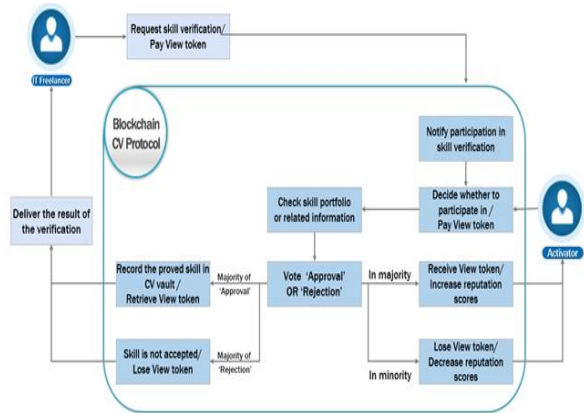 Request skill verification/
Pay View token
IT Freelancer
Blockchain
CV Protocol
Notify participation in
skill verification
Deliver the result of
the verification
Check skill portfolio
or related information
Decide whether to
participate in /
Pay View token
Activator
Record the proved skill in
CV vault /
Retrieve View token
Majority of
'Approval'
Vote 'Approval'
OR 'Rejection'
In majority
Receive View token/
Increase reputation
scores
Skill is not accepted/
Lose View token
Majority of
'Rejection'
In minority
Lose View token/
Decrease reputation
scores